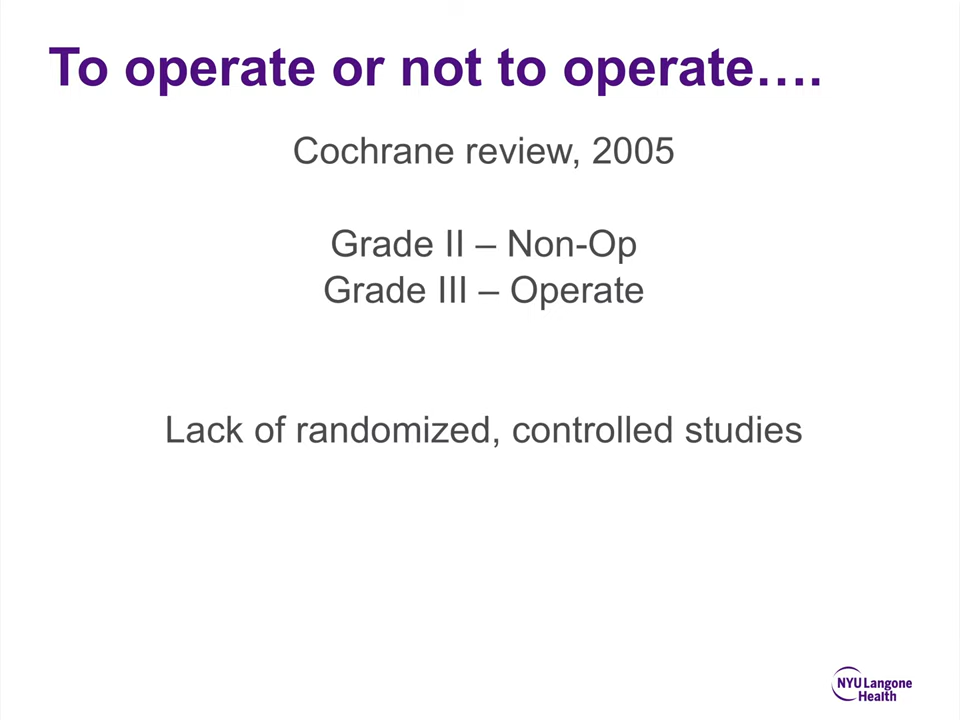 To operate or not to operate….
Cochrane review, 2005
Grade II – Non-Op
Grade III – Operate
Lack of randomized, controlled studies
NYU Langone
Health